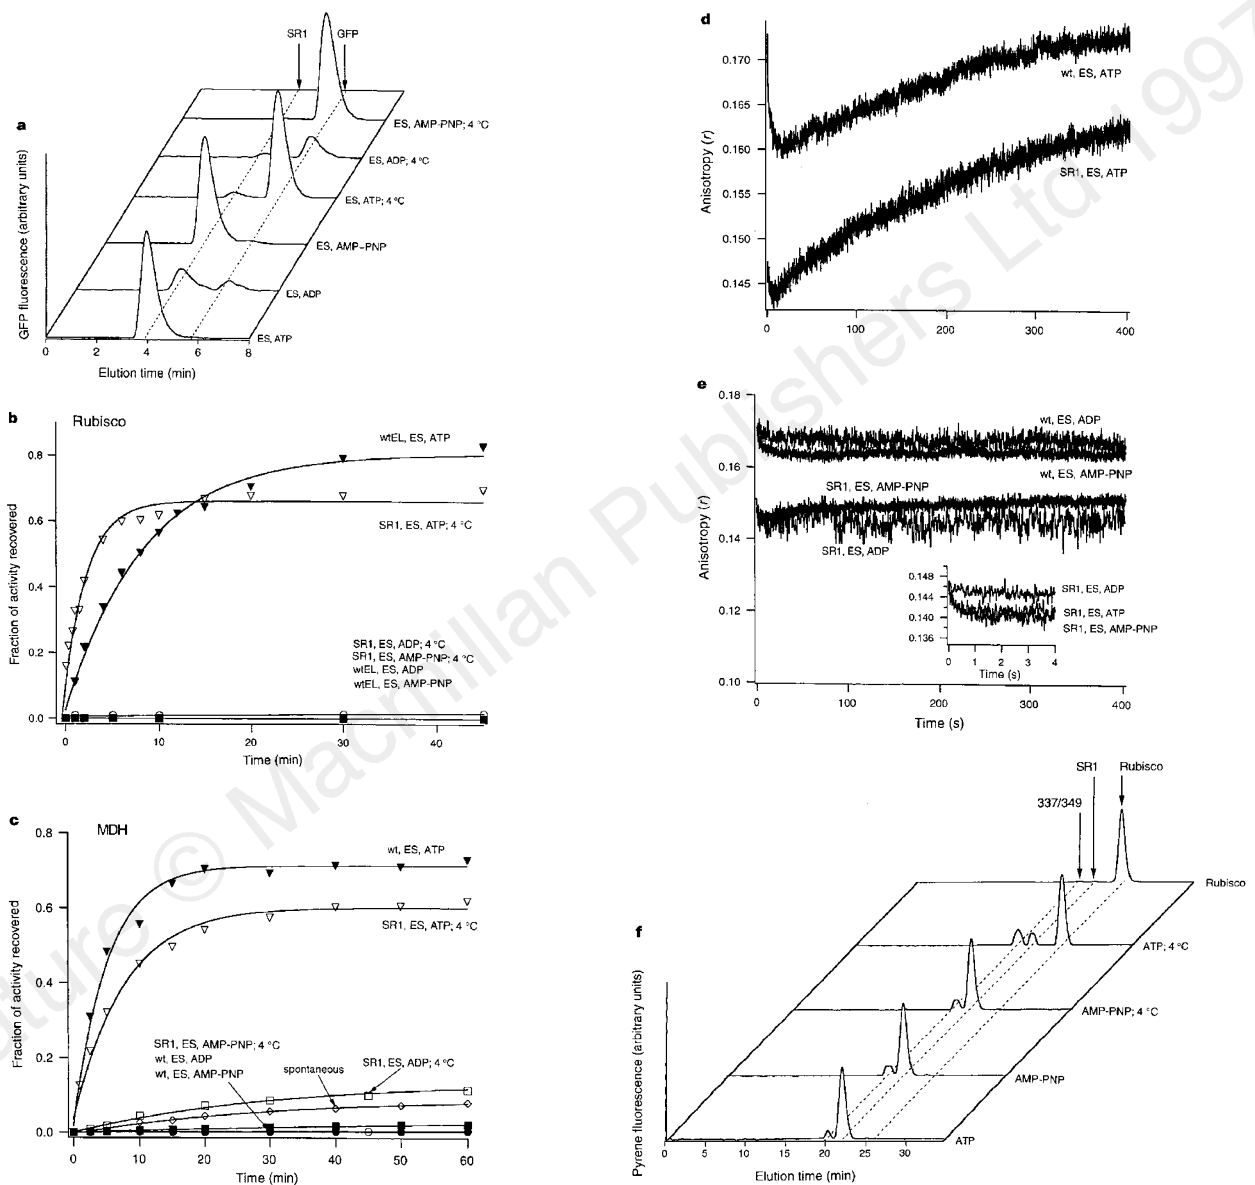 a
SR1
GFP
ES, AMP-PNP; 4 °C
ES, ADP; 4 °C
ES, ATP; 4 °C
ES, AMP-PNP
ES, ADP
ES, ATP
GFP fluorescence (arbitrary units)
0 2 4 6 8
Elution time (min)
b
Rubisco
wtEL, ES, ATP
SR1, ES, ATP; 4 °C
SR1, ES, ADP; 4 °C
SR1, ES, AMP-PNP; 4 °C
wtEL, ES, ADP
wtEL, ES, AMP-PNP
Fraction of activity recovered
0.8
0.6
0.4
0.2
0.0
0 10 20 30 40
Time (min)
c
MDH
wt, ES, ATP
SR1, ES, ATP; 4 °C
SR1, ES, AMP-PNP; 4 °C
wt, ES, ADP
wt, ES, AMP-PNP
spontaneous
SR1, ES, ADP; 4 °C
Fraction of activity recovered
0.8
0.6
0.4
0.2
0.0
0 10 20 30 40 50 60
Time (min)
d
wt, ES, ATP
SR1, ES, ATP
Anisotropy (r)
0.170
0.165
0.160
0.155
0.150
0.145
0 100 200 300 400
e
wt, ES, ADP
wt, ES, AMP-PNP
SR1, ES, AMP-PNP
SR1, ES, ADP
Anisotropy (r)
0.18
0.16
0.14
0.12
0.10
0.148
0.144
0.140
0.136
SR1, ES, ADP
SR1, ES, ATP
SR1, ES, AMP-PNP
0 1 2 3 4
Time (s)
0 100 200 300 400
Time (s)
f
SR1
Rubisco
337/349
Rubisco
ATP; 4 °C
AMP-PNP; 4 °C
AMP-PNP
ATP
Pyrene fluorescence (arbitrary units)
0 5 10 15 20 25 30
Elution time (min)
Nature © Macmillan Publishers Ltd 1997